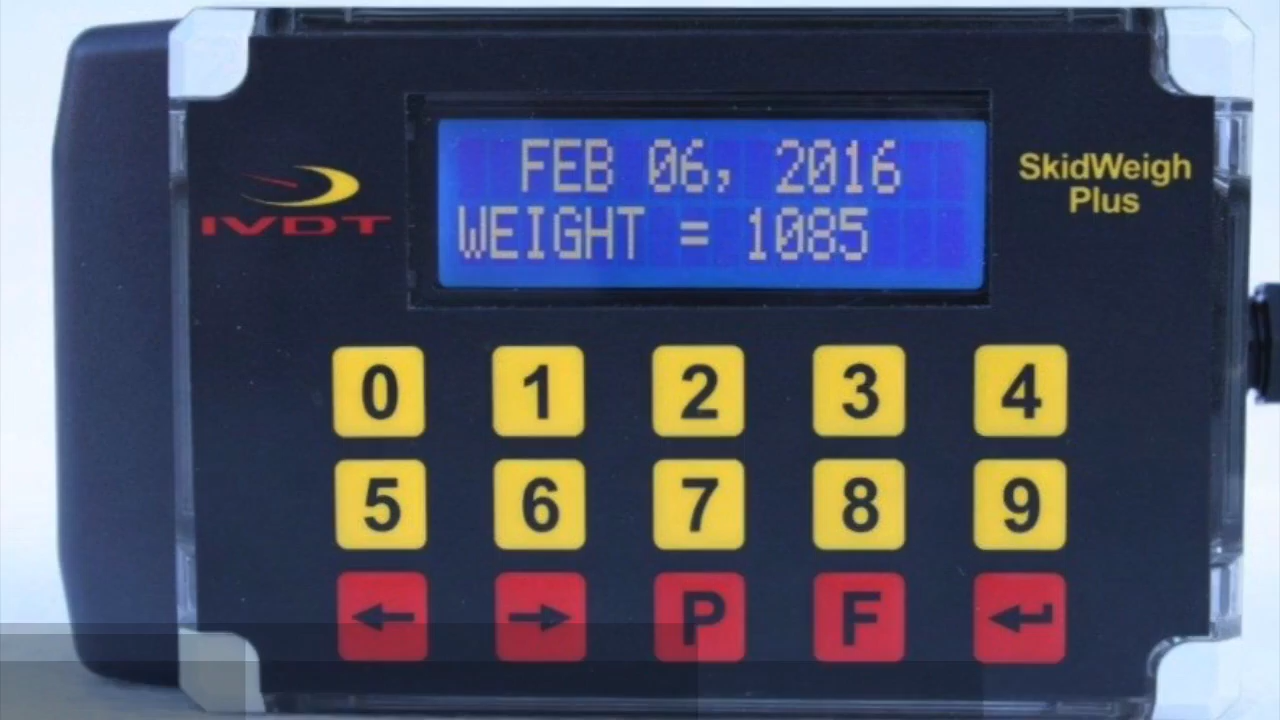 FEB 06, 2016
WEIGHT = 1085
IVDT
SkidWeigh
Plus
0 1 2 3 4
5 6 7 8 9
← → P F ↵